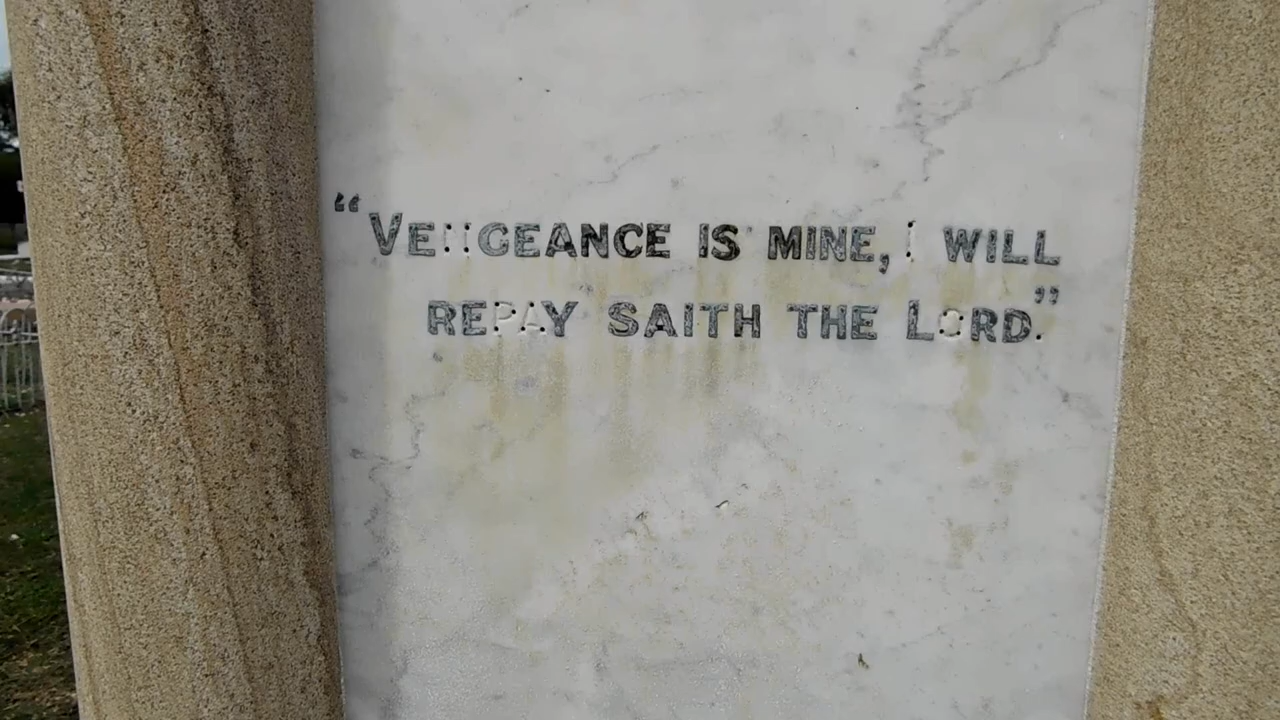 “VENGEANCE IS MINE, I WILL
REPAY SAITH THE LORD.”